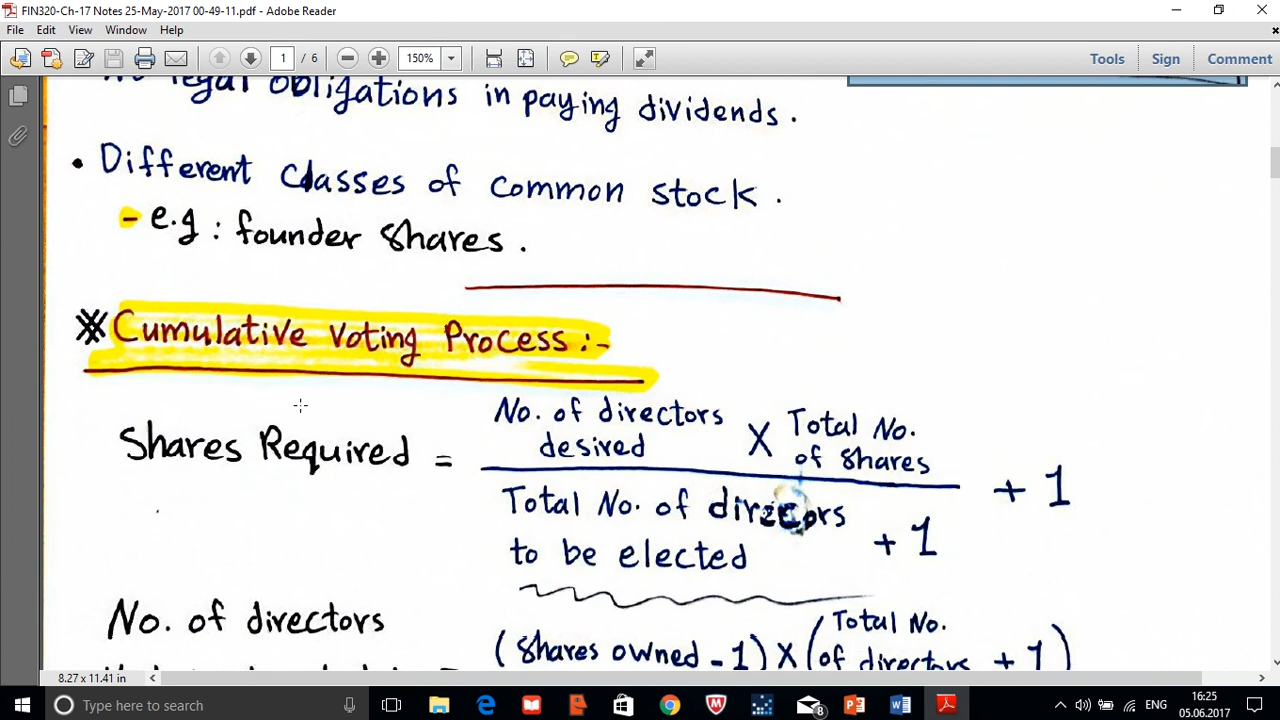 FIN320-Ch-17 Notes 25-May-2017 00-49-11.pdf - Adobe Reader
File Edit View Window Help
1 / 6 150% Tools Sign Comment
legal obligations in paying dividends.
• Different classes of common stock.
- e.g : founder shares.
Cumulative Voting Process :-
Shares Required = No. of directors desired X Total No. of shares + 1
Total No. of directors to be elected + 1
No. of directors
(shares owned - 1) X (Total No. of directors + 1)
8.27 x 11.41 in
Type here to search
8
ENG
16:25
05.06.2017